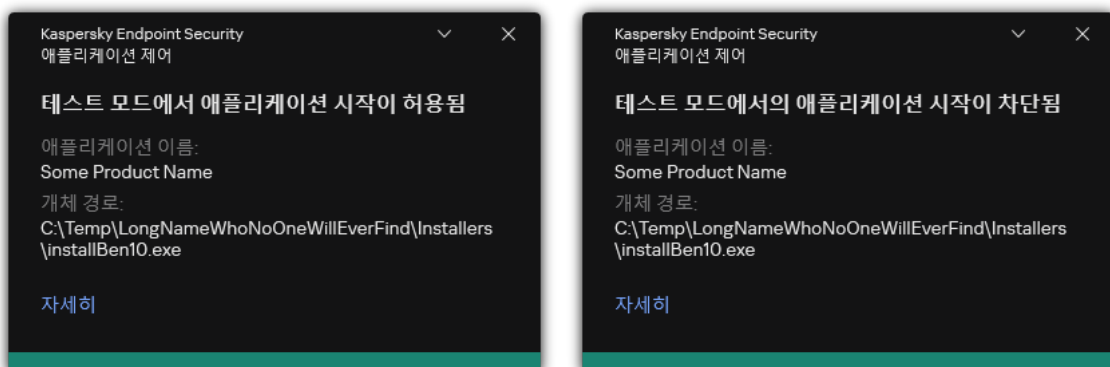 Kaspersky Endpoint Security
애플리케이션 제어
테스트 모드에서 애플리케이션 시작이 허용됨
애플리케이션 이름:
Some Product Name
개체 경로:
C:\Temp\LongNameWhoNoOneWillEverFind\Installers
\installBen10.exe
자세히
Kaspersky Endpoint Security
애플리케이션 제어
테스트 모드에서의 애플리케이션 시작이 차단됨
애플리케이션 이름:
Some Product Name
개체 경로:
C:\Temp\LongNameWhoNoOneWillEverFind\Installers
\installBen10.exe
자세히